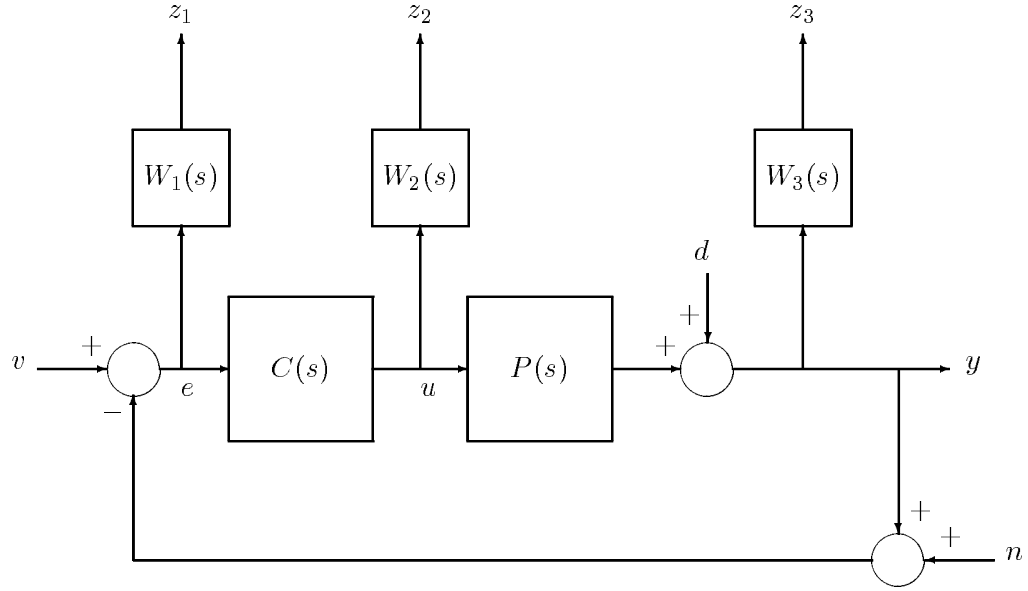 z₁ z₂ z₃
W₁(s) W₂(s) W₃(s)
d
+
v + C(s) P(s) + y
e u
−
+
+ n